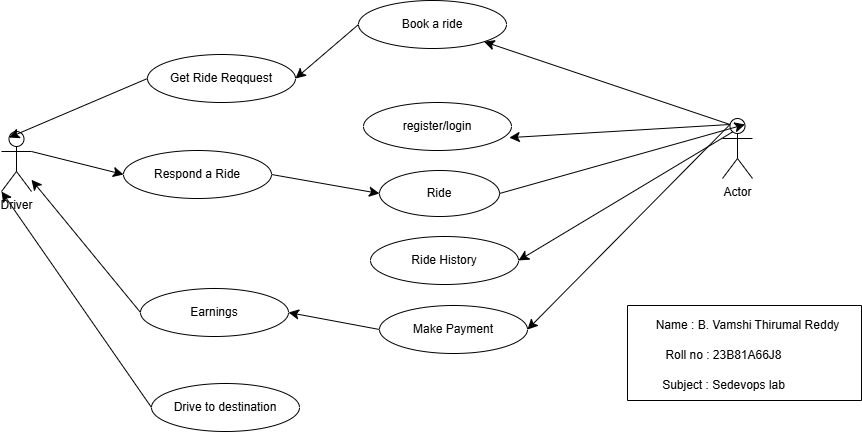 Book a ride
Get Ride Reqquest
register/login
Respond a Ride
Ride
Actor
Driver
Ride History
Earnings
Make Payment
Drive to destination
Name : B. Vamshi Thirumal Reddy
Roll no : 23B81A66J8
Subject : Sedevops lab